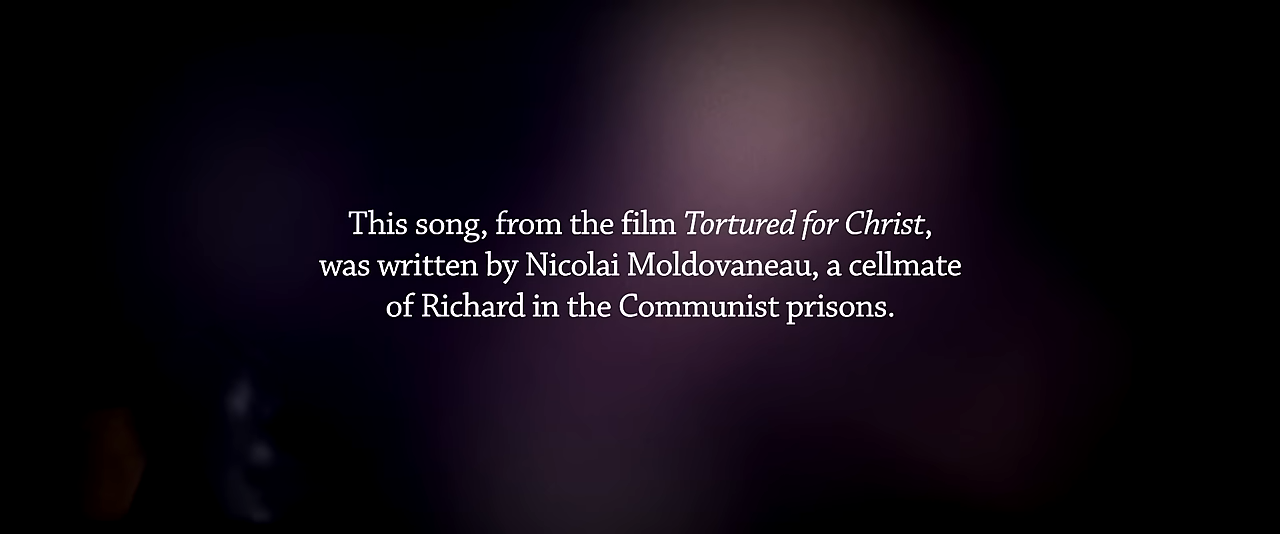 This song, from the film Tortured for Christ,
was written by Nicolai Moldovaneau, a cellmate
of Richard in the Communist prisons.